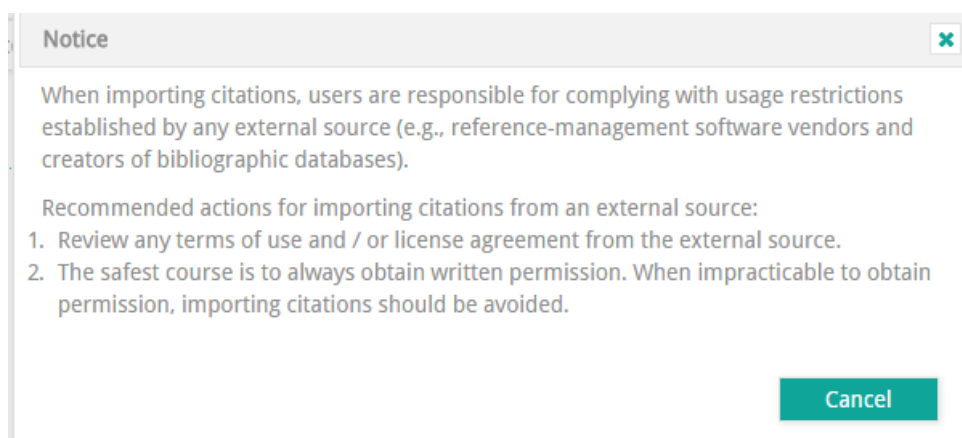 Notice
When importing citations, users are responsible for complying with usage restrictions
established by any external source (e.g., reference-management software vendors and
creators of bibliographic databases).
Recommended actions for importing citations from an external source:
1. Review any terms of use and / or license agreement from the external source.
2. The safest course is to always obtain written permission. When impracticable to obtain
permission, importing citations should be avoided.
Cancel